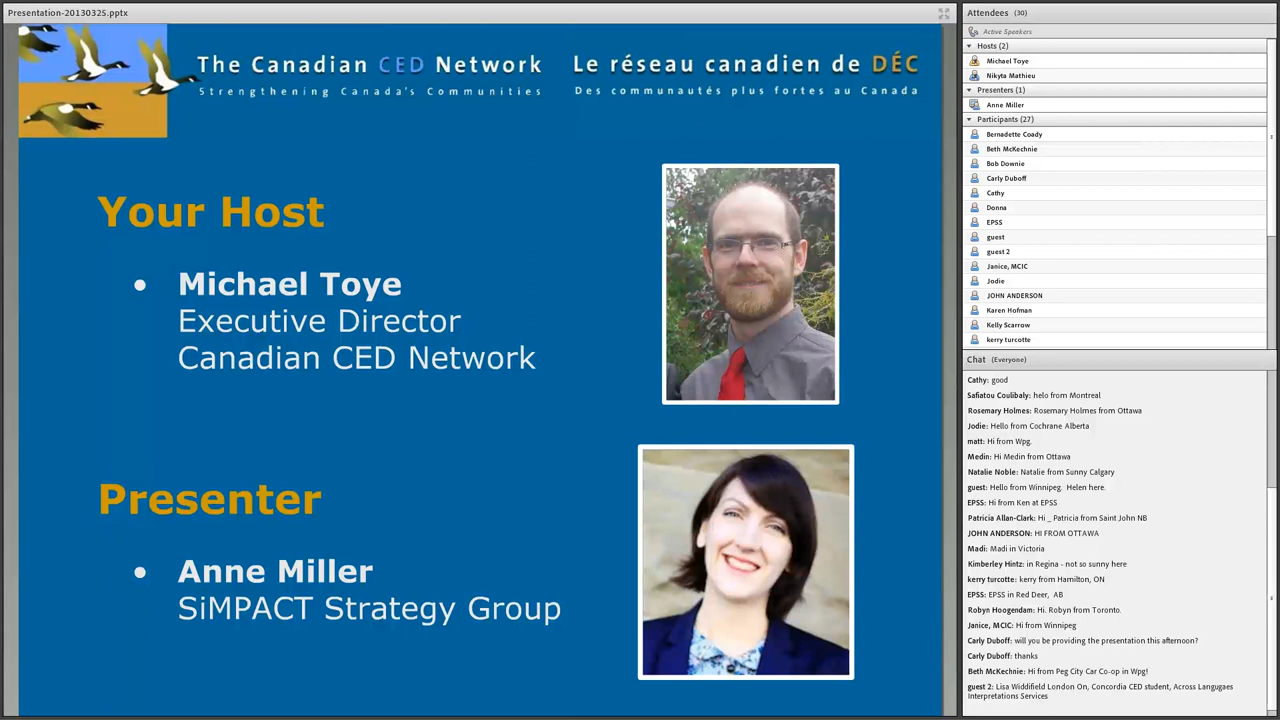 Presentation-20130325.pptx
The Canadian CED Network
Strengthening Canada's Communities
Le réseau canadien de DÉC
Des communautés plus fortes au Canada
Your Host
• Michael Toye
Executive Director
Canadian CED Network
Presenter
• Anne Miller
SiMPACT Strategy Group
Attendees (30)
Active Speakers
Hosts (2)
Michael Toye
Nikyta Mathieu
Presenters (1)
Anne Miller
Participants (27)
Bernadette Coady
Beth McKechnie
Bob Downie
Carly Duboff
Cathy
Donna
EPSS
guest
guest 2
Janice, MCIC
Jodie
JOHN ANDERSON
Karen Hofman
Kelly Scarrow
kerry turcotte
Chat (Everyone)
Cathy: good
Safiatou Coulibaly: helo from Montreal
Rosemary Holmes: Rosemary Holmes from Ottawa
Jodie: Hello from Cochrane Alberta
matt: Hi from Wpg.
Medin: Hi Medin from Ottawa
Natalie Noble: Natalie from Sunny Calgary
guest: Hello from Winnipeg. Helen here.
EPSS: Hi from Ken at EPSS
Patricia Allan-Clark: Hi _ Patricia from Saint John NB
JOHN ANDERSON: HI FROM OTTAWA
Madi: Madi in Victoria
Kimberley Hintz: in Regina - not so sunny here
kerry turcotte: kerry from Hamilton, ON
EPSS: EPSS in Red Deer, AB
Robyn Hoogendam: Hi. Robyn from Toronto.
Janice, MCIC: Hi from Winnipeg
Carly Duboff: will you be providing the presentation this afternoon?
Carly Duboff: thanks
Beth McKechnie: Hi from Peg City Car Co-op in Wpg!
guest 2: Lisa Widdifield London On, Concordia CED student, Across Langugaes
Interpretations Services